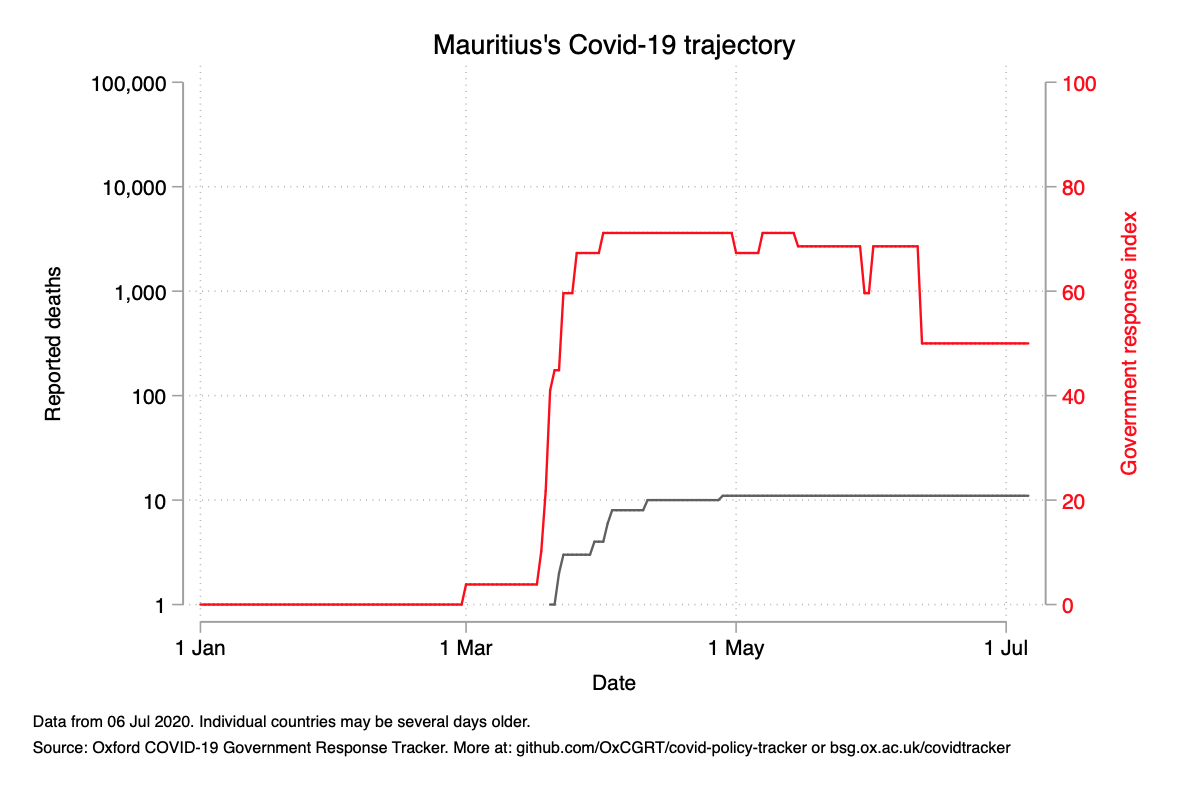 Mauritius's Covid-19 trajectory
100,000
10,000
1,000
100
10
1
Reported deaths
100
80
60
40
20
0
Government response index
1 Jan
1 Mar
1 May
1 Jul
Date
Data from 06 Jul 2020. Individual countries may be several days older.
Source: Oxford COVID-19 Government Response Tracker. More at: github.com/OxCGRT/covid-policy-tracker or bsg.ox.ac.uk/covidtracker